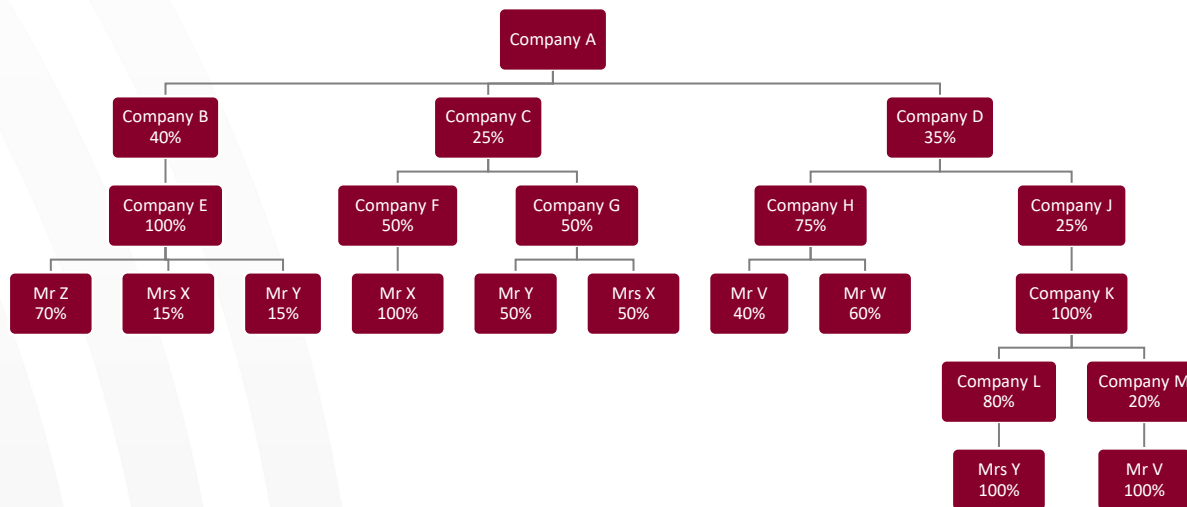 Company A
Company B
40%
Company C
25%
Company D
35%
Company E
100%
Company F
50%
Company G
50%
Company H
75%
Company J
25%
Mr Z
70%
Mrs X
15%
Mr Y
15%
Mr X
100%
Mr Y
50%
Mrs X
50%
Mr V
40%
Mr W
60%
Company K
100%
Company L
80%
Company M
20%
Mrs Y
100%
Mr V
100%